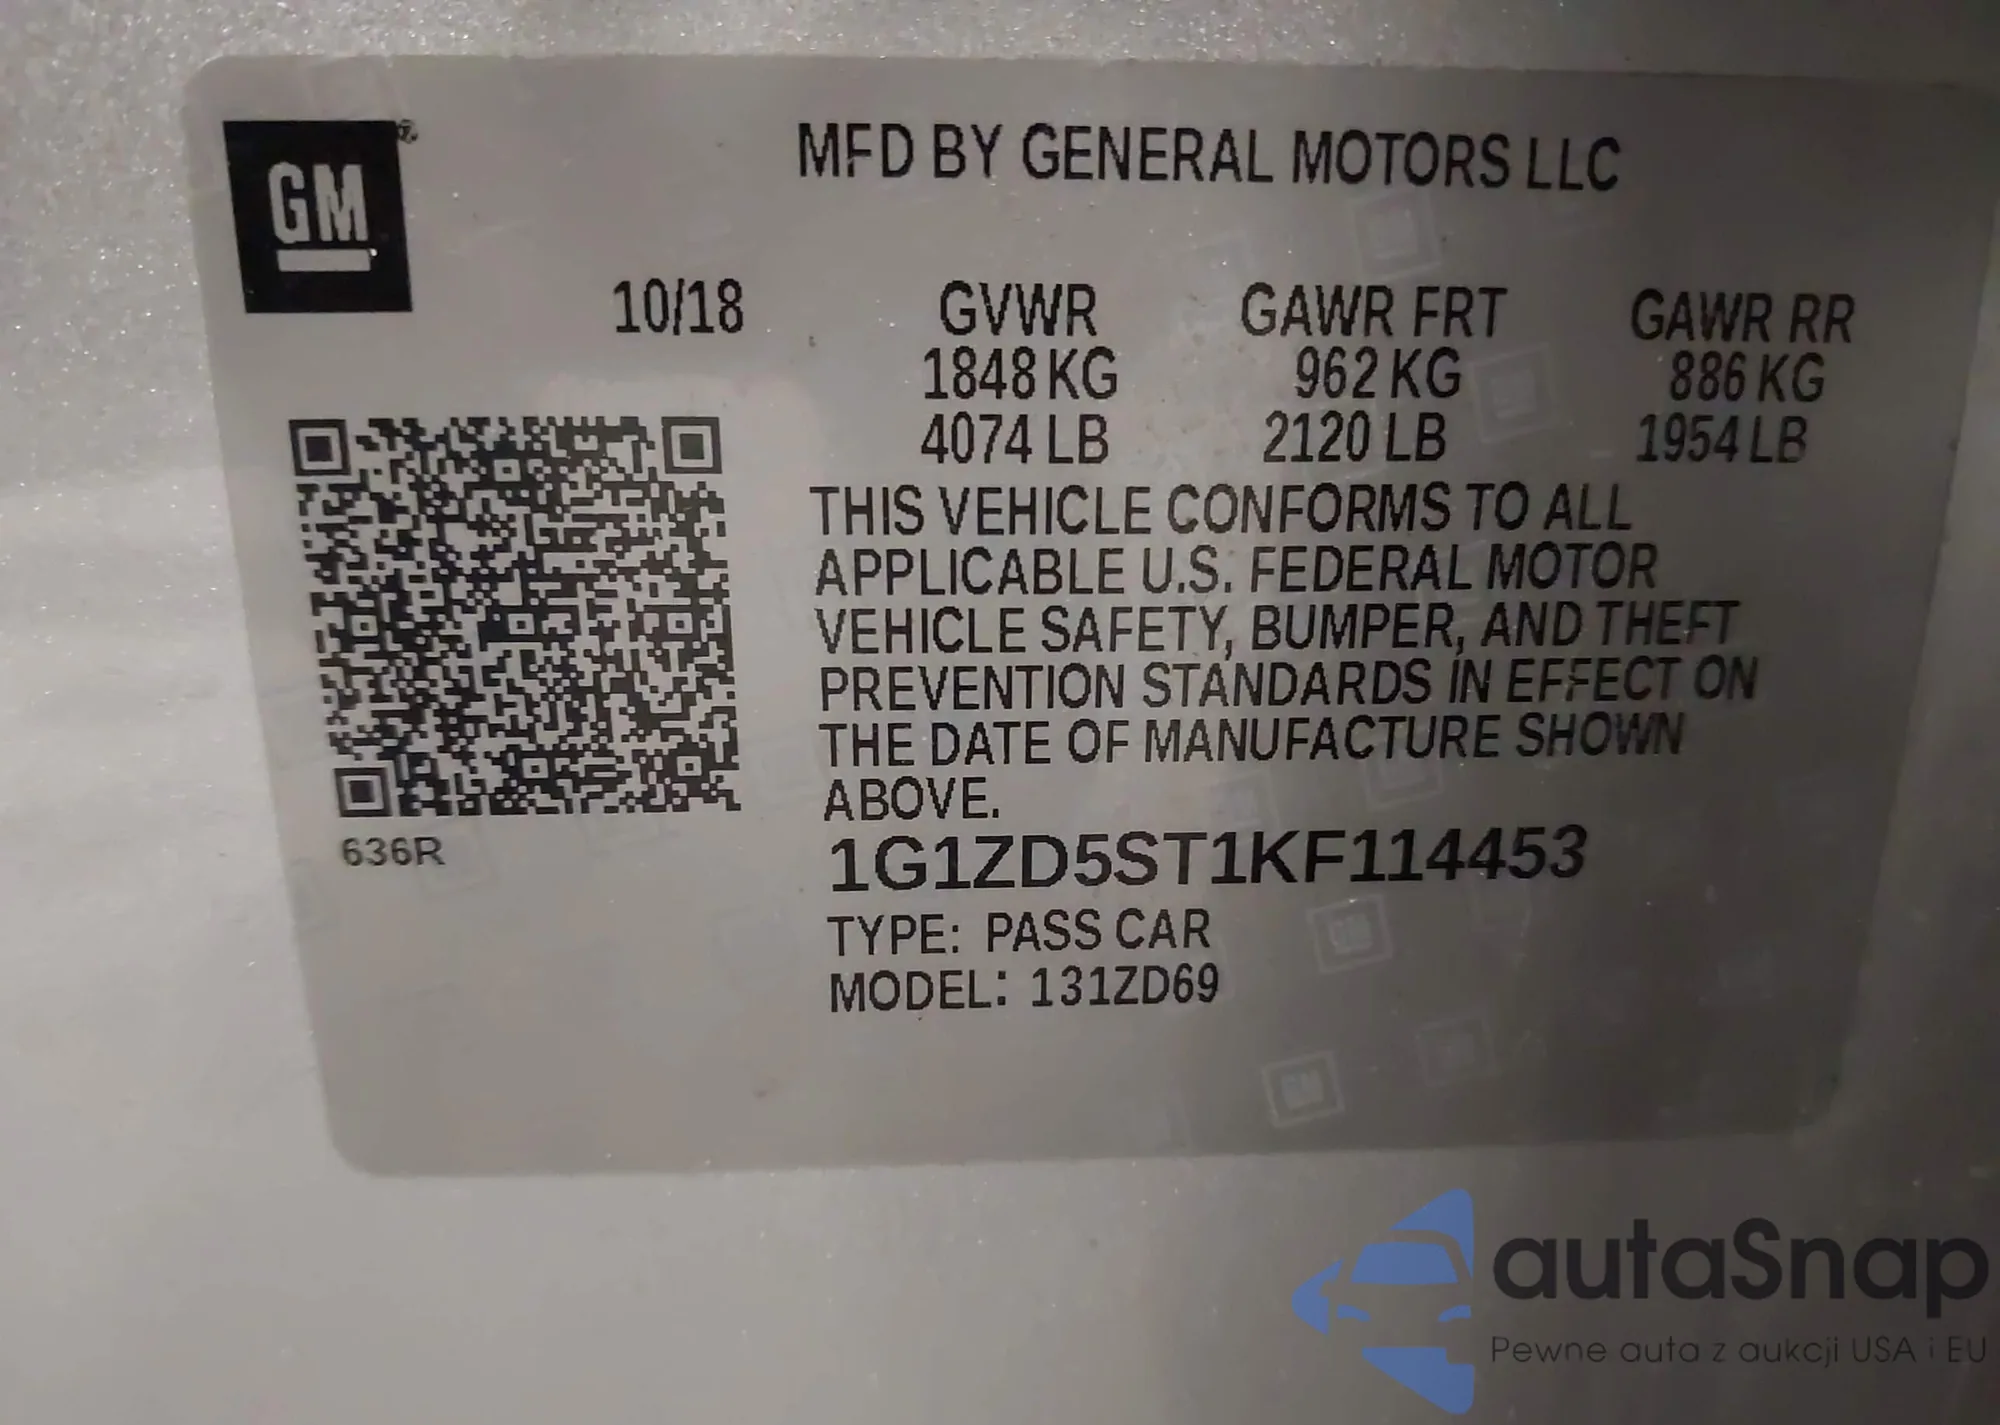 GM®
MFD BY GENERAL MOTORS LLC
10/18 GVWR GAWR FRT GAWR RR
1848 KG 962 KG 886 KG
4074 LB 2120 LB 1954 LB
THIS VEHICLE CONFORMS TO ALL
APPLICABLE U.S. FEDERAL MOTOR
VEHICLE SAFETY, BUMPER, AND THEFT
PREVENTION STANDARDS IN EFFECT ON
THE DATE OF MANUFACTURE SHOWN
ABOVE.
636R
1G1ZD5ST1KF114453
TYPE: PASS CAR
MODEL: 131ZD69
autaSnap
Pewne auta z aukcji USA i EU